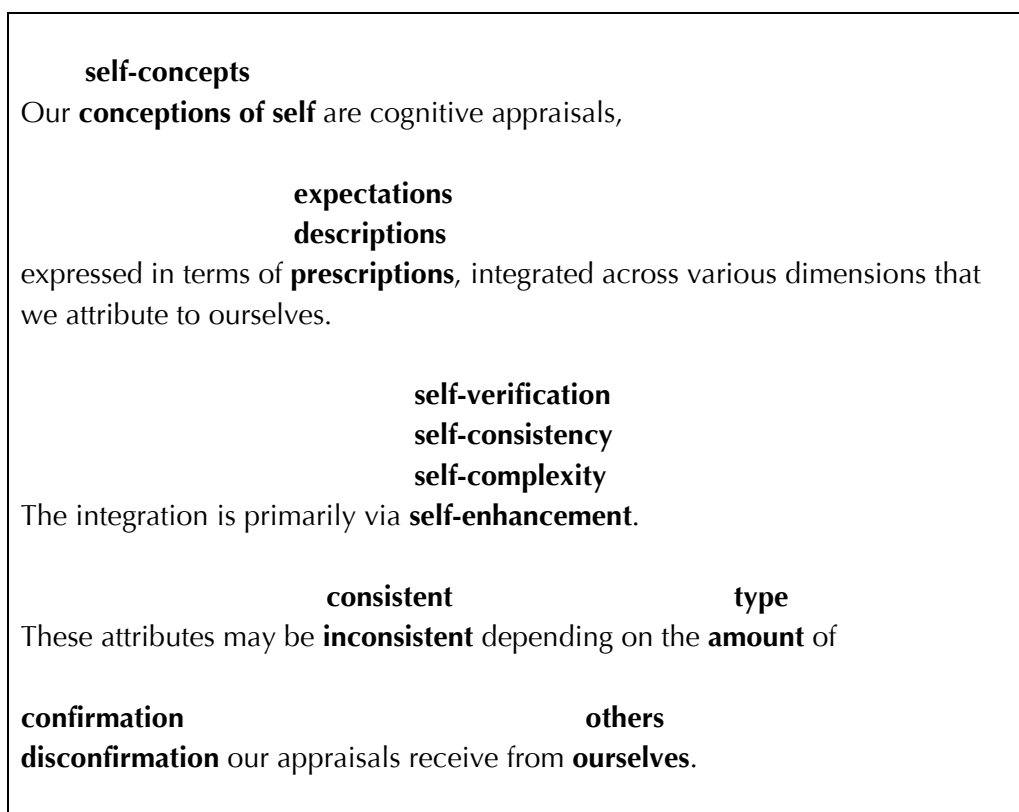 self-concepts
Our conceptions of self are cognitive appraisals,
expectations
descriptions
expressed in terms of prescriptions, integrated across various dimensions that
we attribute to ourselves.
self-verification
self-consistency
self-complexity
The integration is primarily via self-enhancement.
consistent type
These attributes may be inconsistent depending on the amount of
confirmation others
disconfirmation our appraisals receive from ourselves.